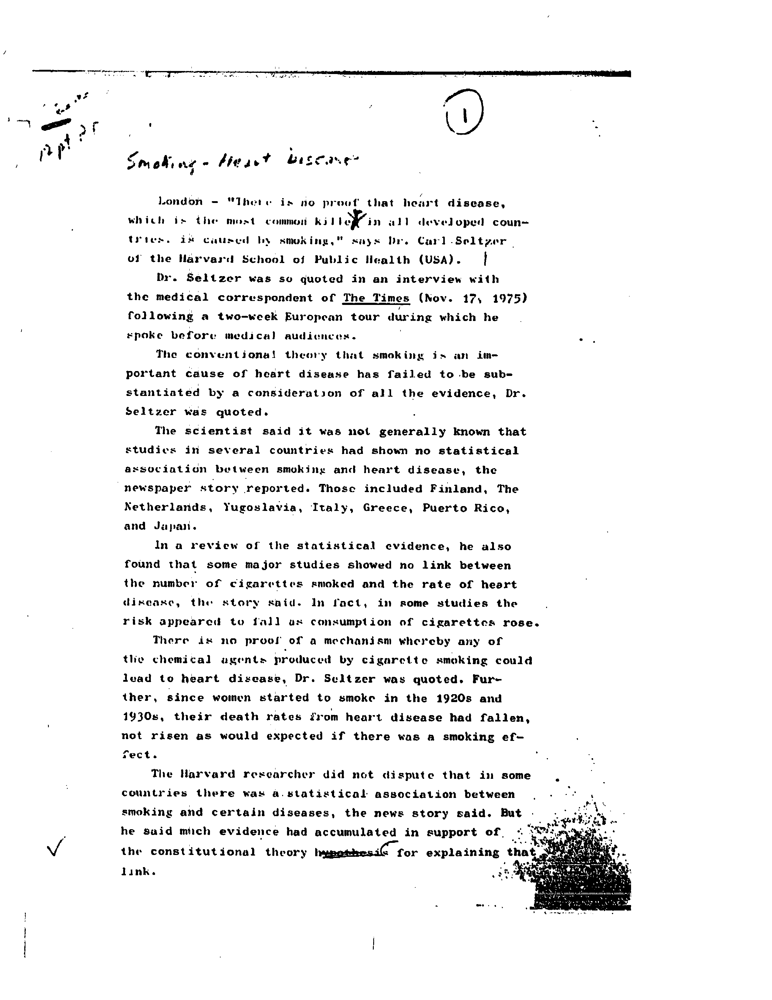 1
12 pt
Smoking - Heart Disease
London - "There is no proof that heart disease,
which is the most common killer in all developed coun-
tries, is caused by smoking," says Dr. Carl Seltzer
of the Harvard School of Public Health (USA).
Dr. Seltzer was so quoted in an interview with
the medical correspondent of The Times (Nov. 17, 1975)
following a two-week European tour during which he
spoke before medical audiences.
The conventional theory that smoking is an im-
portant cause of heart disease has failed to be sub-
stantiated by a consideration of all the evidence, Dr.
Seltzer was quoted.
The scientist said it was not generally known that
studies in several countries had shown no statistical
association between smoking and heart disease, the
newspaper story reported. Those included Finland, The
Netherlands, Yugoslavia, Italy, Greece, Puerto Rico,
and Japan.
In a review of the statistical evidence, he also
found that some major studies showed no link between
the number of cigarettes smoked and the rate of heart
disease, the story said. In fact, in some studies the
risk appeared to fall as consumption of cigarettes rose.
There is no proof of a mechanism whereby any of
the chemical agents produced by cigarette smoking could
lead to heart disease, Dr. Seltzer was quoted. Fur-
ther, since women started to smoke in the 1920s and
1930s, their death rates from heart disease had fallen,
not risen as would expected if there was a smoking ef-
fect.
The Harvard researcher did not dispute that in some
countries there was a statistical association between
smoking and certain diseases, the news story said. But
he said much evidence had accumulated in support of
the constitutional theory hypothesis for explaining that
link.